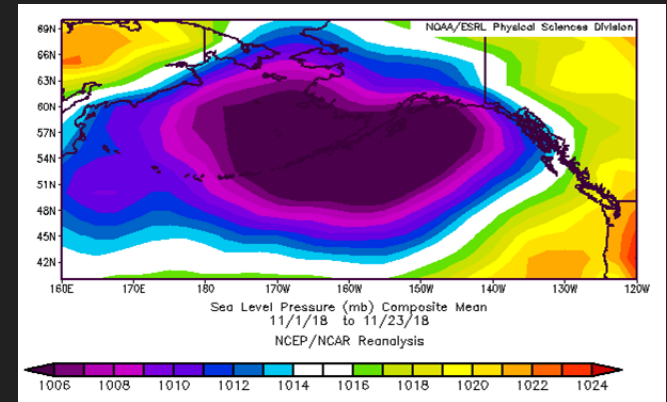 NOAA/ESRL Physical Sciences Division
69N
66N
63N
60N
57N
54N
51N
48N
45N
42N
160E 170E 180 170W 160W 150W 140W 130W 120W
Sea Level Pressure (mb) Composite Mean
11/1/18 to 11/23/18
NCEP/NCAR Reanalysis
1006 1008 1010 1012 1014 1016 1018 1020 1022 1024